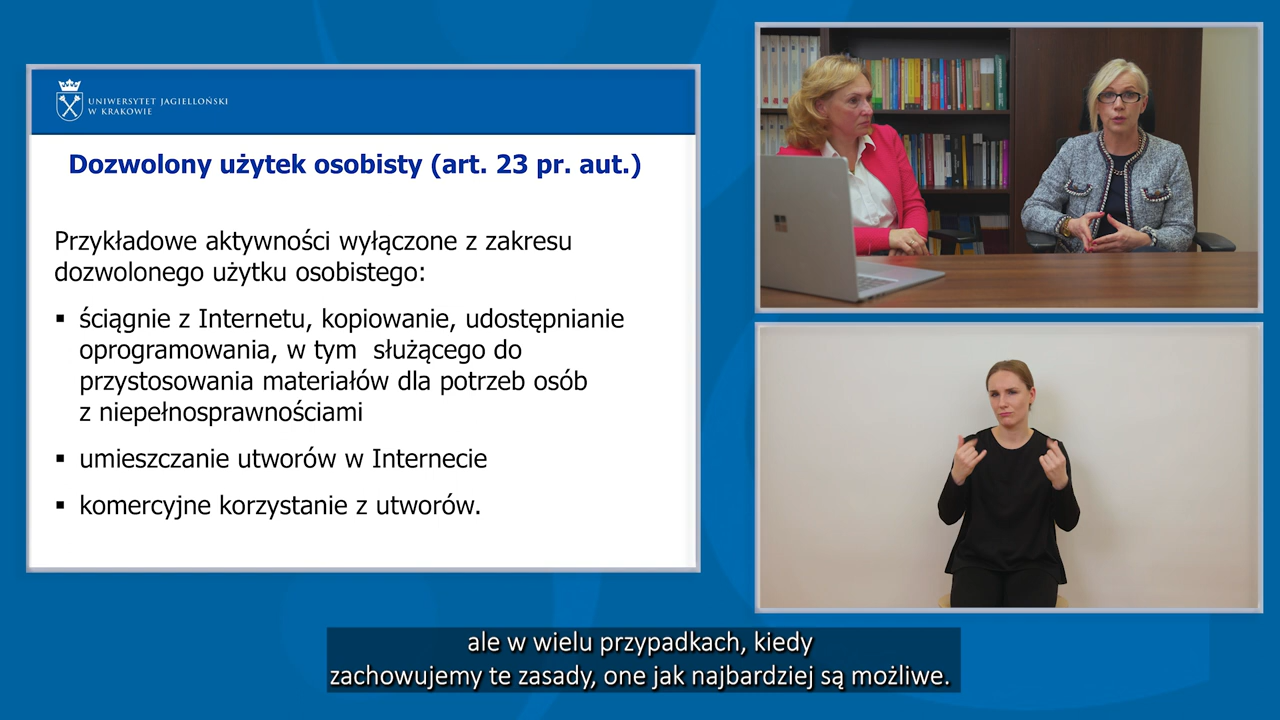 UNIWERSYTET JAGIELLOŃSKI
W KRAKOWIE
Dozwolony użytek osobisty (art. 23 pr. aut.)
Przykładowe aktywności wyłączone z zakresu
dozwolonego użytku osobistego:
▪ ściągnie z Internetu, kopiowanie, udostępnianie
oprogramowania, w tym służącego do
przystosowania materiałów dla potrzeb osób
z niepełnosprawnościami
▪ umieszczanie utworów w Internecie
▪ komercyjne korzystanie z utworów.
ale w wielu przypadkach, kiedy
zachowujemy te zasady, one jak najbardziej są możliwe.